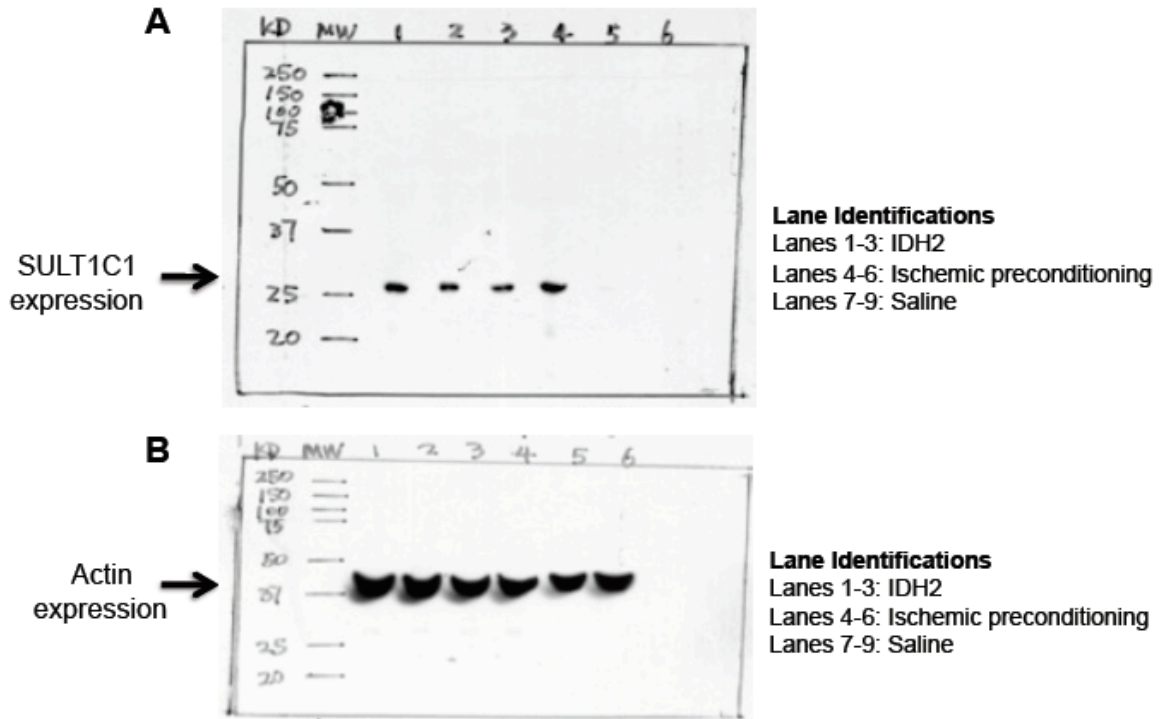 A
KD MW 1 2 3 4 5 6
250
150
100
75
50
37
25
20
SULT1C1
expression
Lane Identifications
Lanes 1-3: IDH2
Lanes 4-6: Ischemic preconditioning
Lanes 7-9: Saline
B
KD MW 1 2 3 4 5 6
250
150
100
75
50
37
25
20
Actin
expression
Lane Identifications
Lanes 1-3: IDH2
Lanes 4-6: Ischemic preconditioning
Lanes 7-9: Saline